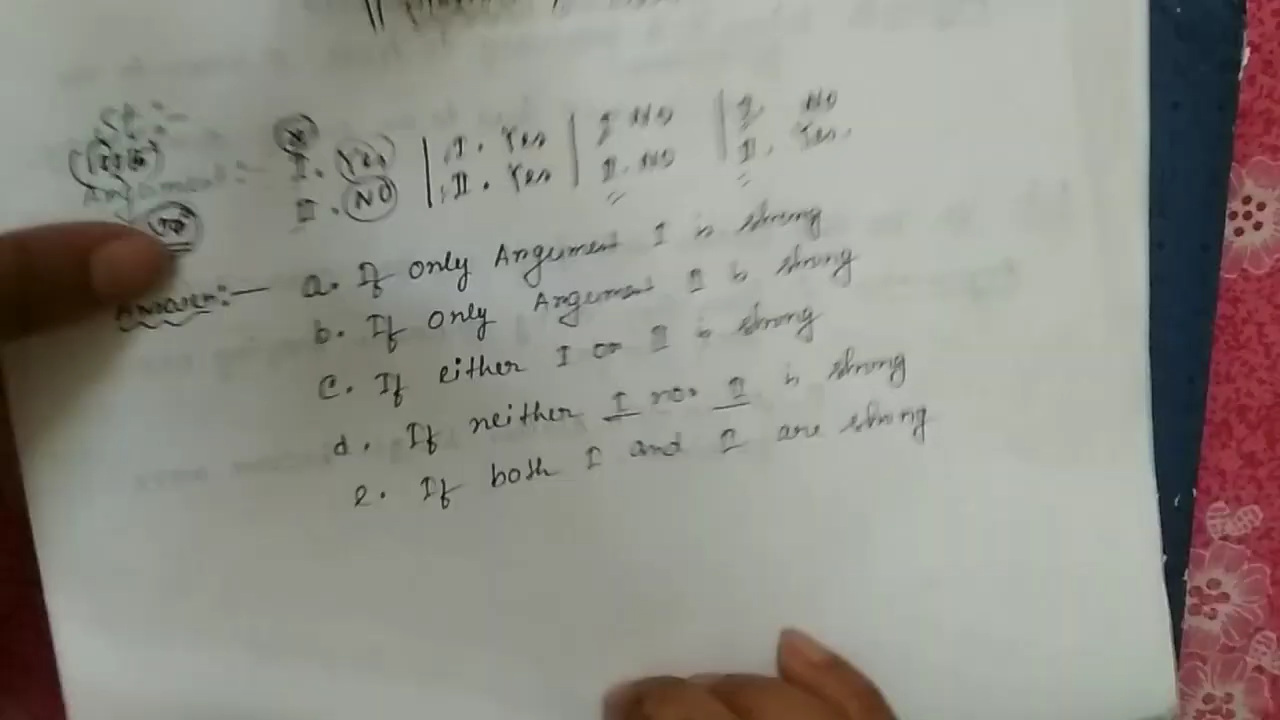 St :-
Argument :- I. Yes | I. Yes | I NO | I NO
II. NO | II. Yes | II. NO | II. Yes.
Answer:- a. If only Argument I is strong
b. If only Argument II is strong
c. If either I or II is strong
d. If neither I nor II is strong
e. If both I and II are strong